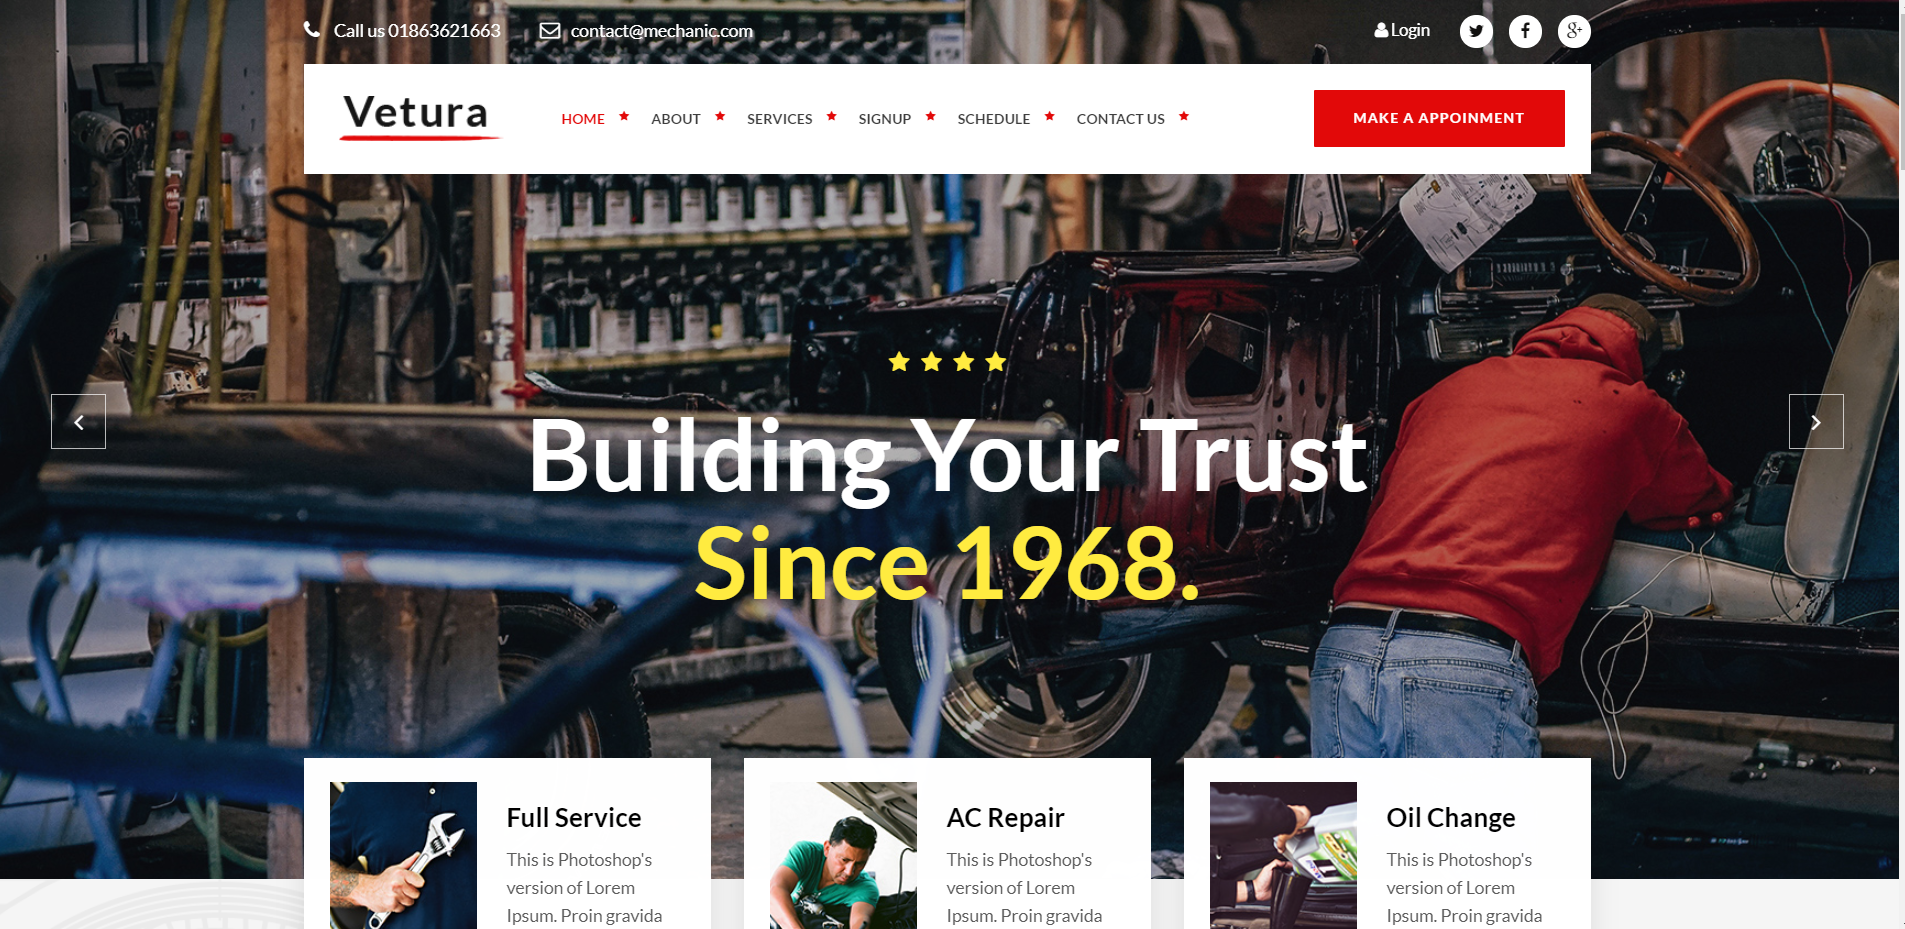 Call us 01863621663
contact@mechanic.com
Login
Vetura
HOME ABOUT SERVICES SIGNUP SCHEDULE CONTACT US
MAKE A APPOINMENT
Building Your Trust
Since 1968.
Full Service
This is Photoshop's
version of Lorem
Ipsum. Proin gravida
AC Repair
This is Photoshop's
version of Lorem
Ipsum. Proin gravida
Oil Change
This is Photoshop's
version of Lorem
Ipsum. Proin gravida